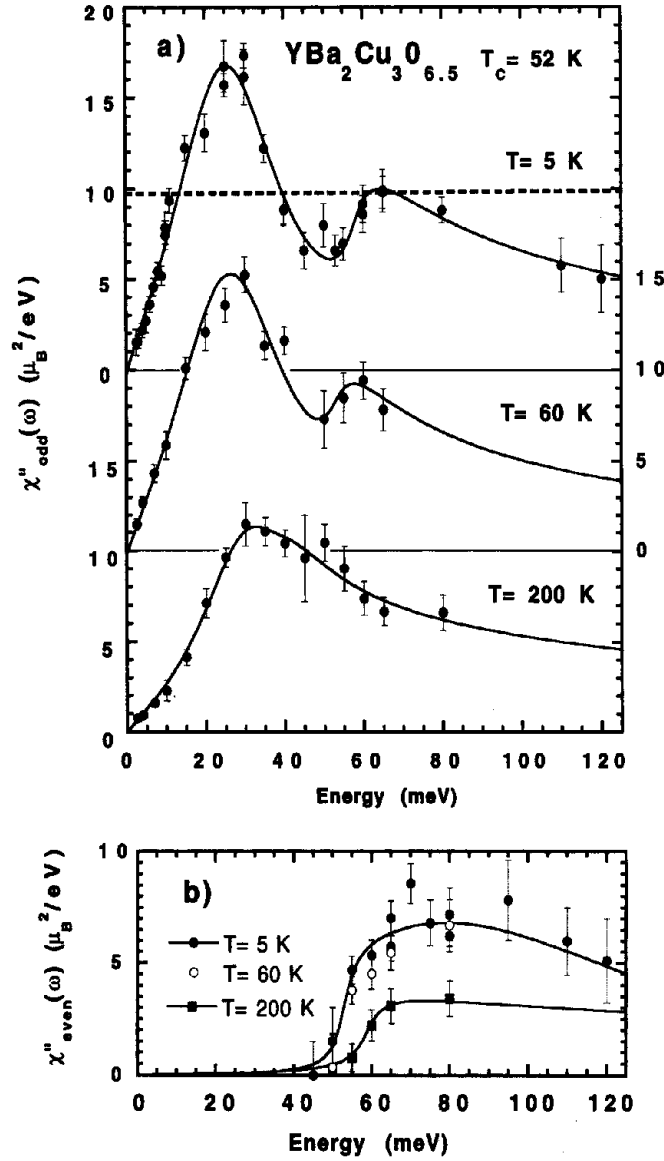 20
a) YBa2Cu3O6.5 Tc = 52 K
15
T= 5 K
10
5
15
0
10
T= 60 K
15
5
10
0
T= 200 K
5
0
χ"odd(ω) (μB²/eV)
0 20 40 60 80 100 120
Energy (meV)
10
b)
T= 5 K
5
T= 60 K
T= 200 K
0
χ"even(ω) (μB²/eV)
0 20 40 60 80 100 120
Energy (meV)